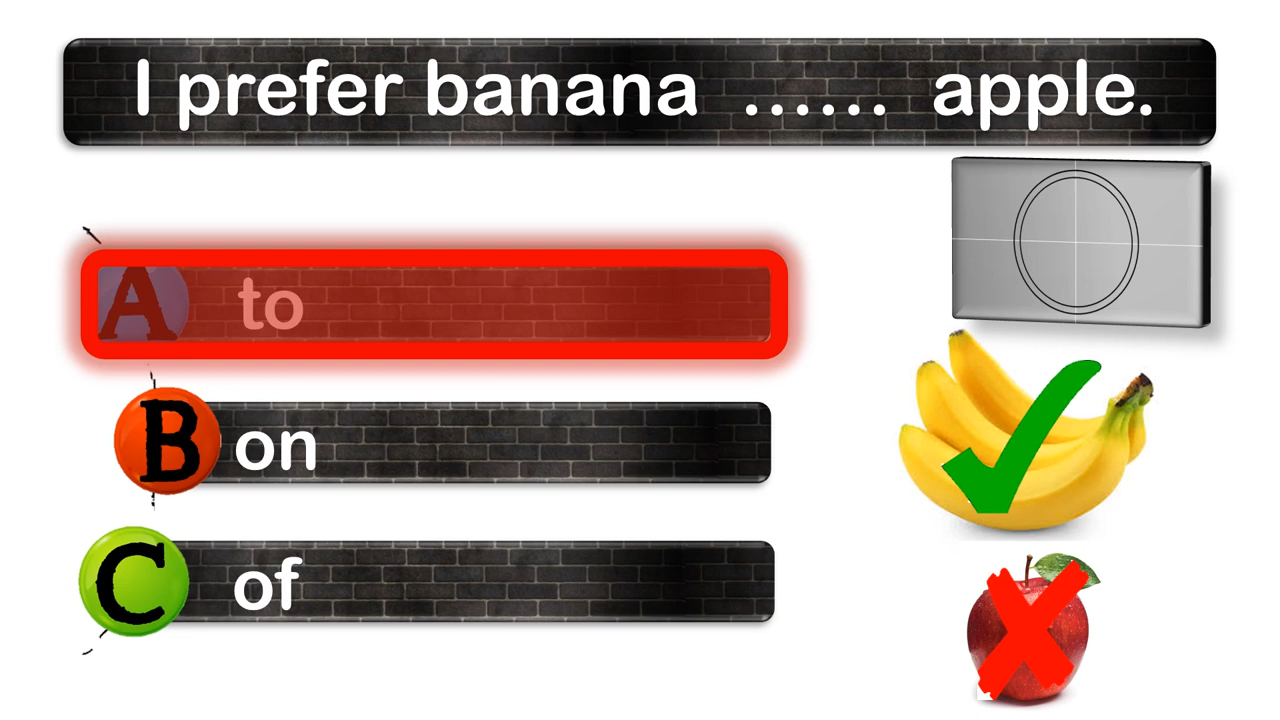 I prefer banana ...... apple.
A to
B on
C of